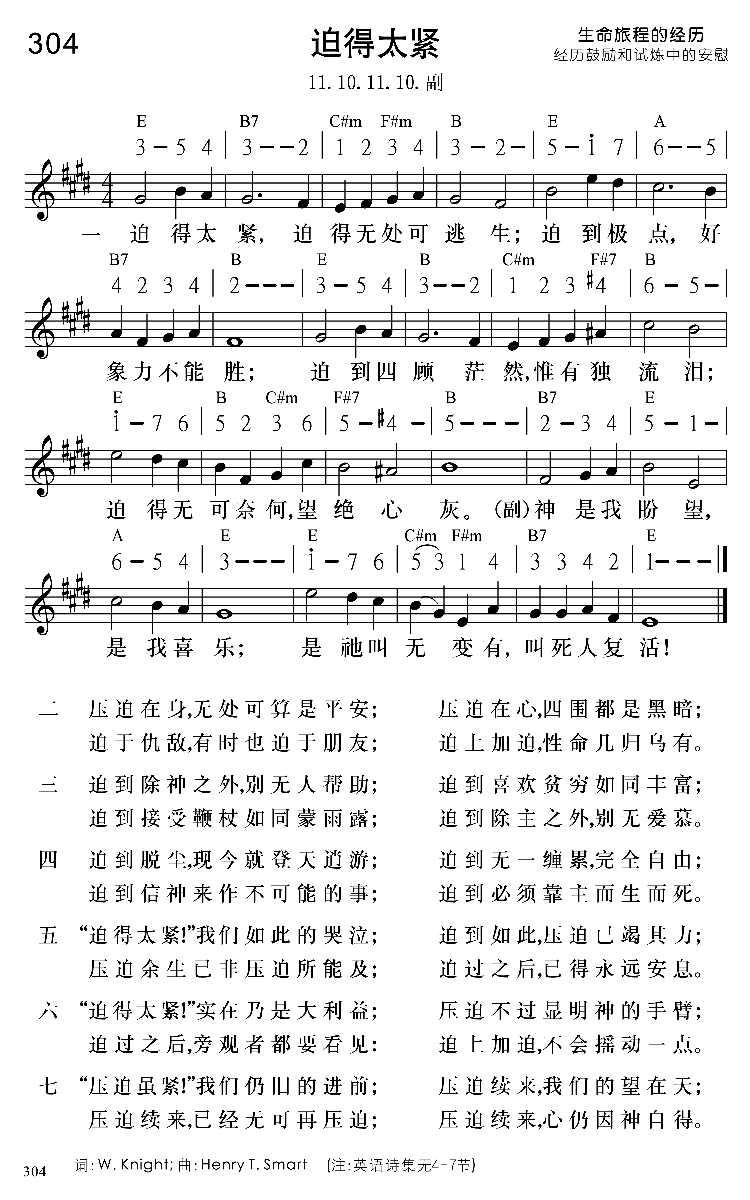 304
迫得太紧
生命旅程的经历
经历鼓励和试炼中的安慰
11. 10. 11. 10. 副
E B7 C#m F#m B E A
3 – 5 4 | 3 – – 2 | 1 2 3 4 | 3 – 2 – | 5 – i 7 | 6 – – 5
一 迫 得 太 紧, 迫 得 无 处 可 逃 生; 迫 到 极 点, 好
B7 B E B C#m F#7 B
4 2 3 4 | 2 – – – | 3 – 5 4 | 3 – – 2 | 1 2 3 #4 | 6 – 5 –
象 力 不 能 胜; 迫 到 四 顾 茫 然,惟 有 独 流 泪;
E B C#m F#7 B B7 E
i – 7 6 | 5 2 3 6 | 5 – #4 – | 5 – – – | 2 – 3 4 | 5 – 1 –
迫 得 无 可 奈 何,望 绝 心 灰。 (副)神 是 我 盼 望,
A E E C#m F#m B7 E
6 – 5 4 | 3 – – – | i – 7 6 | 5 3 1 4 | 3 3 4 2 | 1 – – –
是 我 喜 乐; 是 祂 叫 无 变 有, 叫 死 人 复 活!
二 压迫在身,无处可算是平安; 压迫在心,四围都是黑暗;
迫于仇敌,有时也迫于朋友; 迫上加迫,性命几归乌有。
三 迫到除神之外,别无人帮助; 迫到喜欢贫穷如同丰富;
迫到接受鞭杖如同蒙雨露; 迫到除主之外,别无爱慕。
四 迫到脱尘,现今就登天逍游; 迫到无一缠累,完全自由;
迫到信神来作不可能的事; 迫到必须靠主而生而死。
五 “迫得太紧!”我们如此的哭泣; 迫到如此,压迫已竭其力;
压迫余生已非压迫所能及; 迫过之后,已得永远安息。
六 “迫得太紧!”实在乃是大利益; 压迫不过显明神的手臂;
迫过之后,旁观者都要看见: 迫上加迫,不会摇动一点。
七 “压迫虽紧!”我们仍旧的进前; 压迫续来,我们的望在天;
压迫续来,已经无可再压迫; 压迫续来,心仍因神自得。
304 词: W. Knight; 曲: Henry T. Smart (注:英语诗集无4-7节)